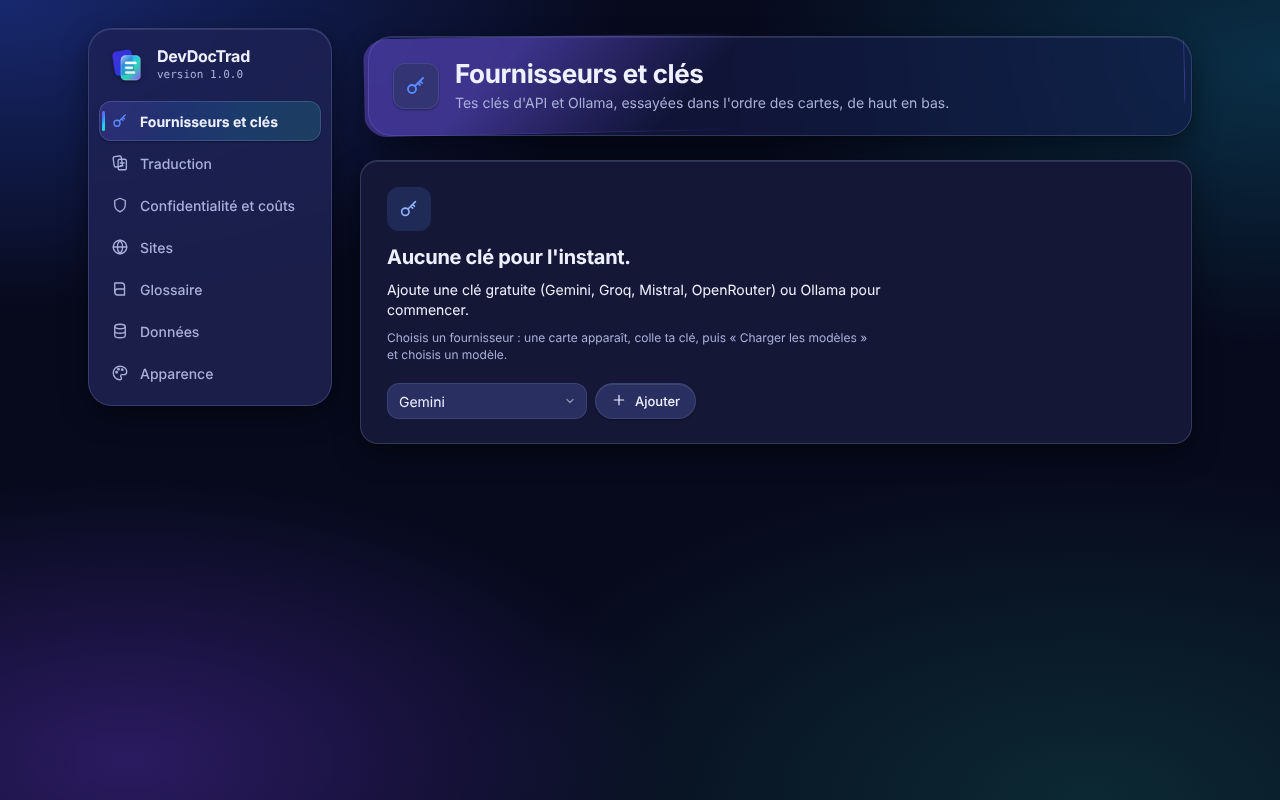 DevDocTrad
version 1.0.0
Fournisseurs et clés
Traduction
Confidentialité et coûts
Sites
Glossaire
Données
Apparence
Fournisseurs et clés
Tes clés d'API et Ollama, essayées dans l'ordre des cartes, de haut en bas.
Aucune clé pour l'instant.
Ajoute une clé gratuite (Gemini, Groq, Mistral, OpenRouter) ou Ollama pour
commencer.
Choisis un fournisseur : une carte apparaît, colle ta clé, puis « Charger les modèles »
et choisis un modèle.
Gemini
Ajouter